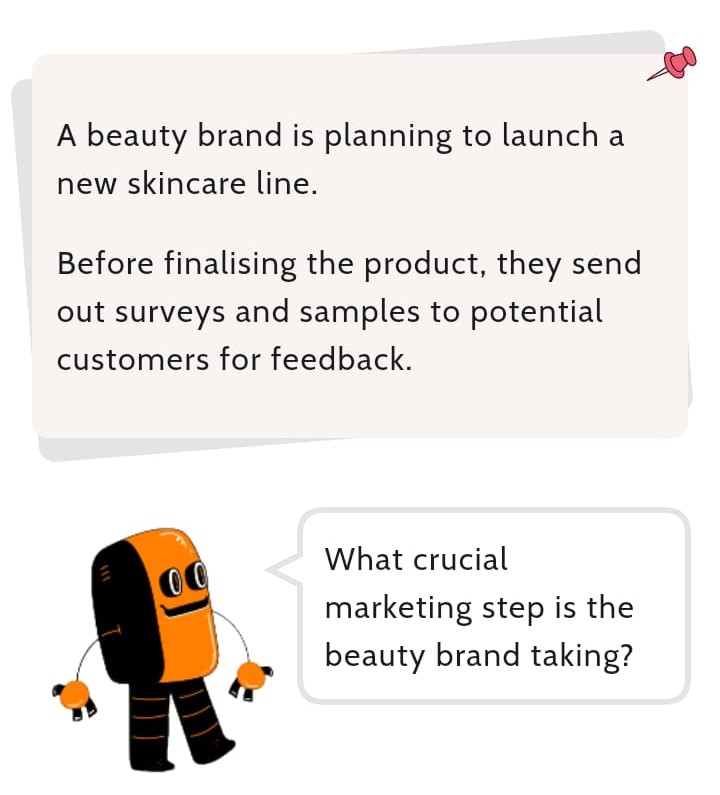 A beauty brand is planning to launch a
new skincare line.
Before finalising the product, they send
out surveys and samples to potential
customers for feedback.
What crucial
marketing step is the
beauty brand taking?